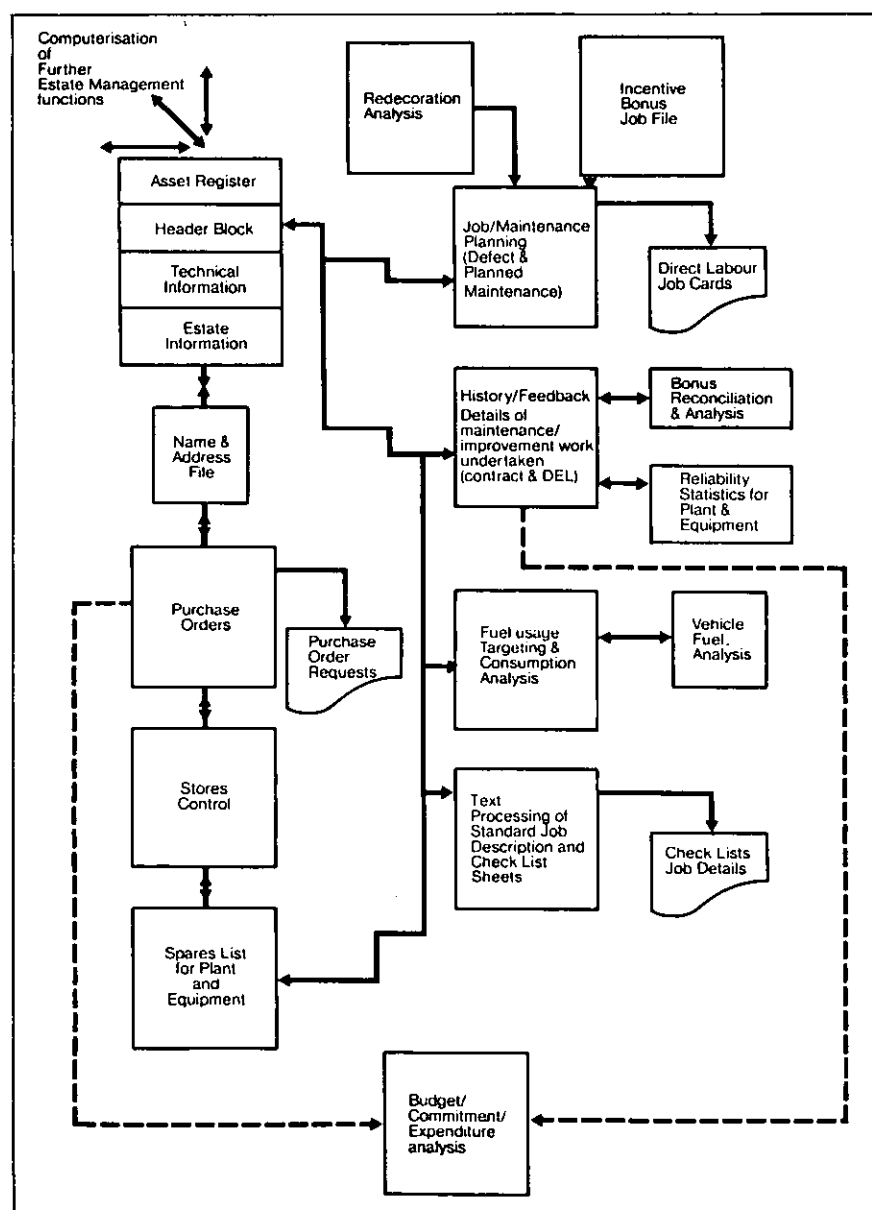 Computerisation
of
Further
Estate Management
functions
Redecoration
Analysis
Incentive
Bonus
Job File
Asset Register
Header Block
Technical
Information
Estate
Information
Job/Maintenance
Planning
(Defect &
Planned
Maintenance)
Direct Labour
Job Cards
Name &
Address
File
History/Feedback
Details of
maintenance/
improvement work
undertaken
(contract & DEL)
Bonus
Reconciliation
& Analysis
Reliability
Statistics for
Plant &
Equipment
Purchase
Orders
Purchase
Order
Requests
Fuel usage
Targeting &
Consumption
Analysis
Vehicle
Fuel,
Analysis
Stores
Control
Text
Processing of
Standard Job
Description and
Check List
Sheets
Check Lists
Job Details
Spares List
for Plant
and
Equipment
Budget/
Commitment/
Expenditure
analysis